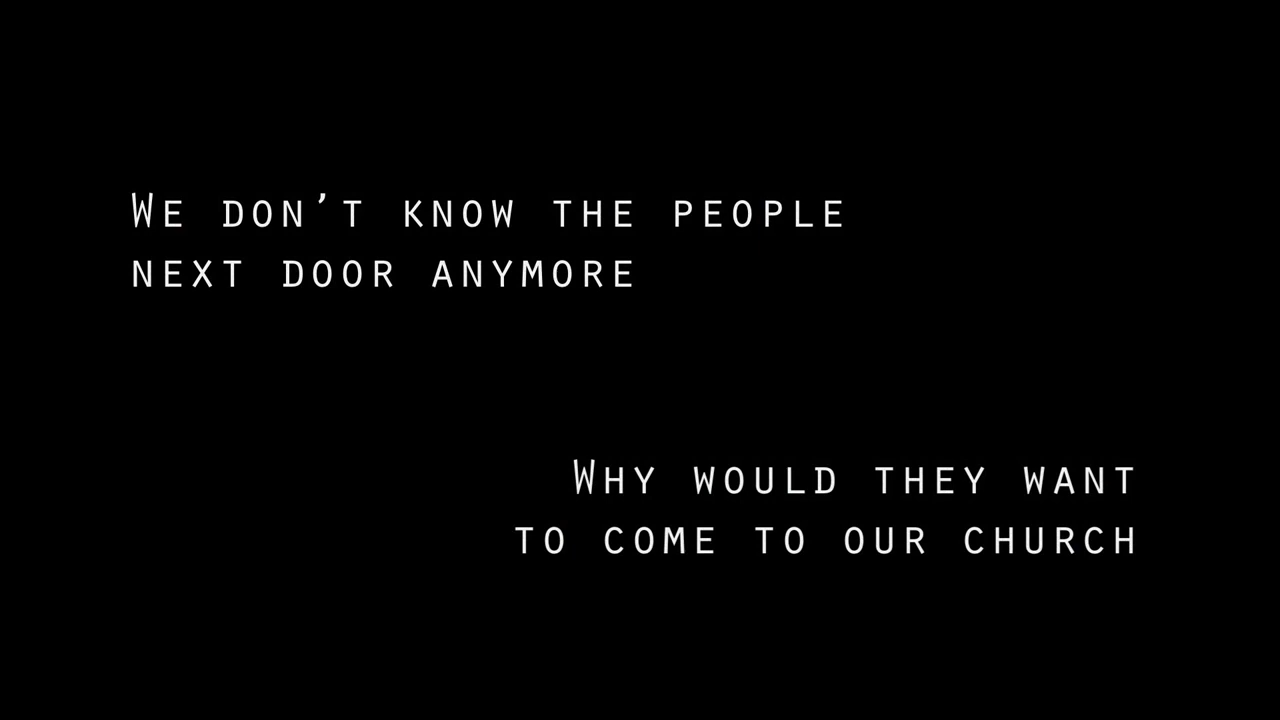 We don't know the people
next door anymore
Why would they want
to come to our church